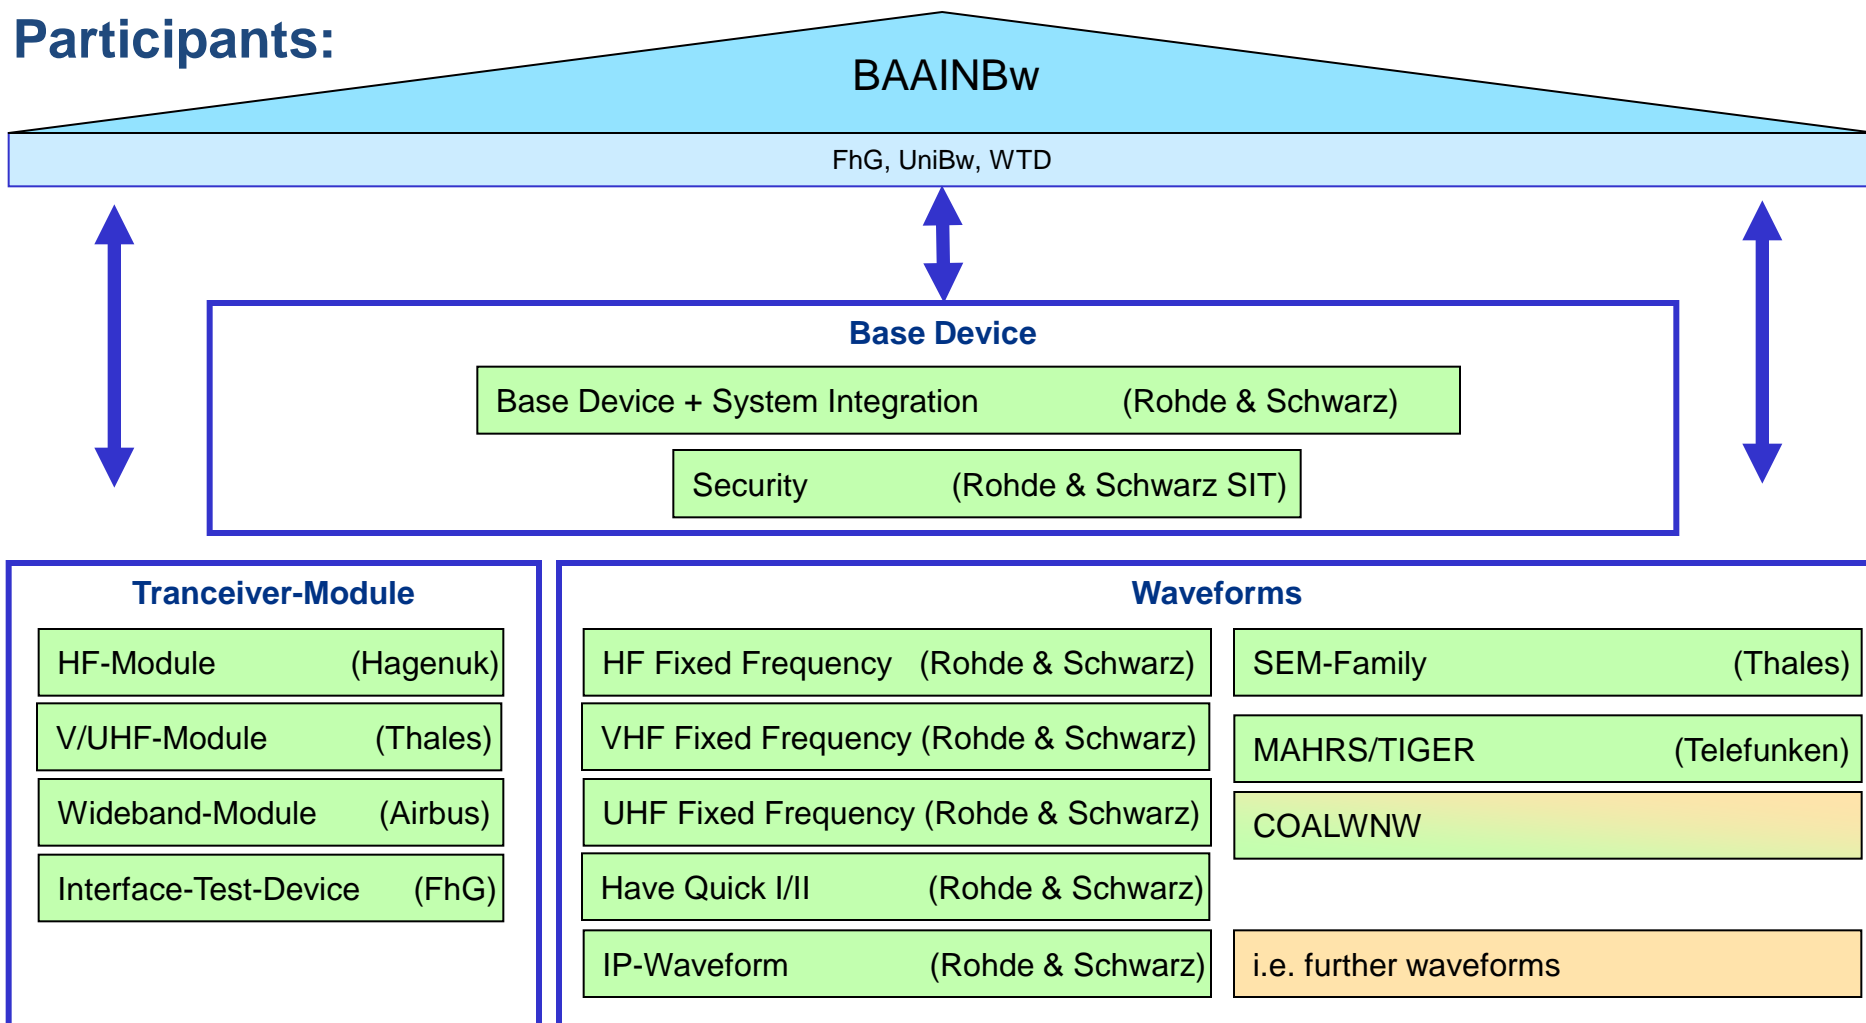 Participants:
BAAINBw
FhG, UniBw, WTD
Base Device
Base Device + System Integration (Rohde & Schwarz)
Security (Rohde & Schwarz SIT)
Tranceiver-Module
HF-Module (Hagenuk)
V/UHF-Module (Thales)
Wideband-Module (Airbus)
Interface-Test-Device (FhG)
Waveforms
HF Fixed Frequency (Rohde & Schwarz)
VHF Fixed Frequency (Rohde & Schwarz)
UHF Fixed Frequency (Rohde & Schwarz)
Have Quick I/II (Rohde & Schwarz)
IP-Waveform (Rohde & Schwarz)
SEM-Family (Thales)
MAHRS/TIGER (Telefunken)
COALWNW
i.e. further waveforms